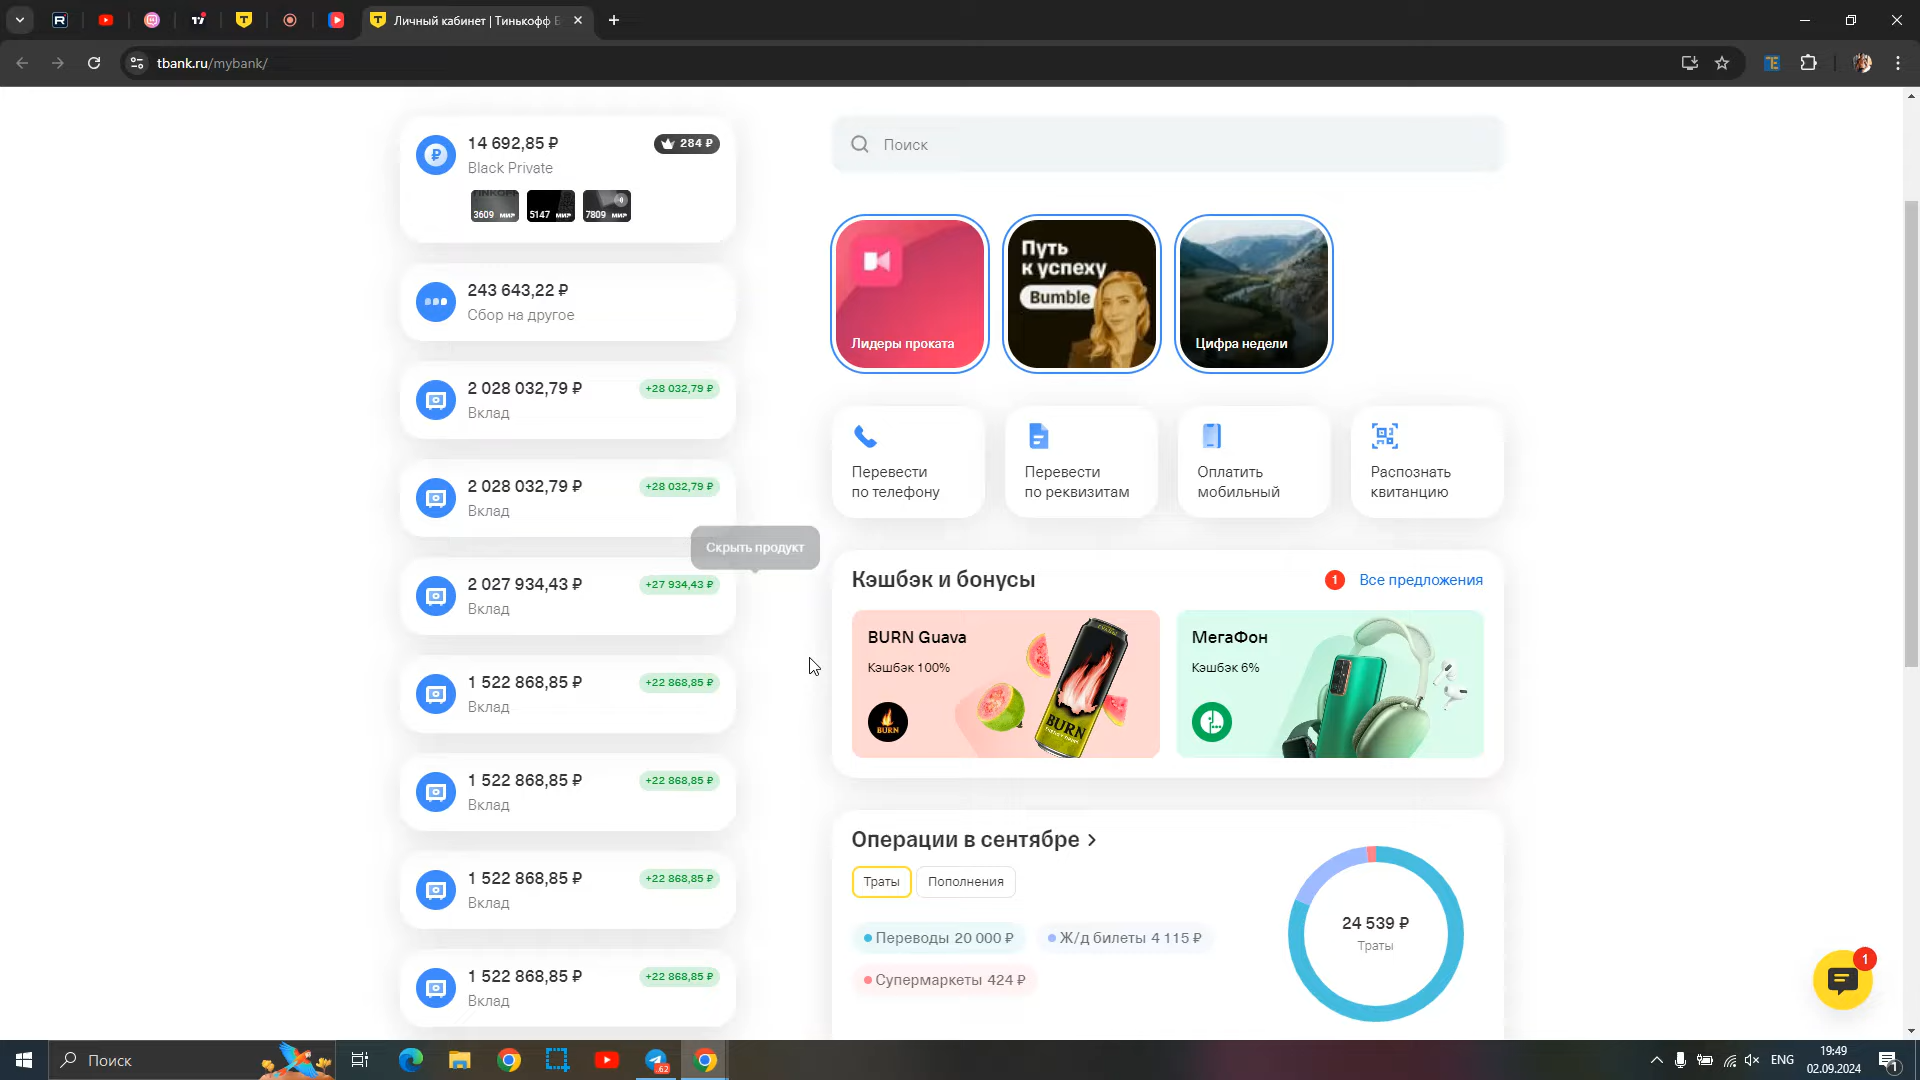 Личный кабинет | Тинькофф Б
tbank.ru/mybank/
14 692,85 ₽
284 ₽
Black Private
3609 мир
5147 мир
7809 мир
243 643,22 ₽
Сбор на другое
2 028 032,79 ₽
+28 032,79 ₽
Вклад
2 028 032,79 ₽
+28 032,79 ₽
Вклад
Скрыть продукт
2 027 934,43 ₽
+27 934,43 ₽
Вклад
1 522 868,85 ₽
+22 868,85 ₽
Вклад
1 522 868,85 ₽
+22 868,85 ₽
Вклад
1 522 868,85 ₽
+22 868,85 ₽
Вклад
1 522 868,85 ₽
+22 868,85 ₽
Вклад
Поиск
Лидеры проката
Путь
к успеху
Bumble
Цифра недели
Перевести
по телефону
Перевести
по реквизитам
Оплатить
мобильный
Распознать
квитанцию
Кэшбэк и бонусы
1
Все предложения
BURN Guava
Кэшбэк 100%
BURN
BURN
МегаФон
Кэшбэк 6%
Операции в сентябре
Траты
Пополнения
Переводы 20 000 ₽
Ж/д билеты 4 115 ₽
Супермаркеты 424 ₽
24 539 ₽
Траты
1
Поиск
62
ENG
19:49
02.09.2024
1